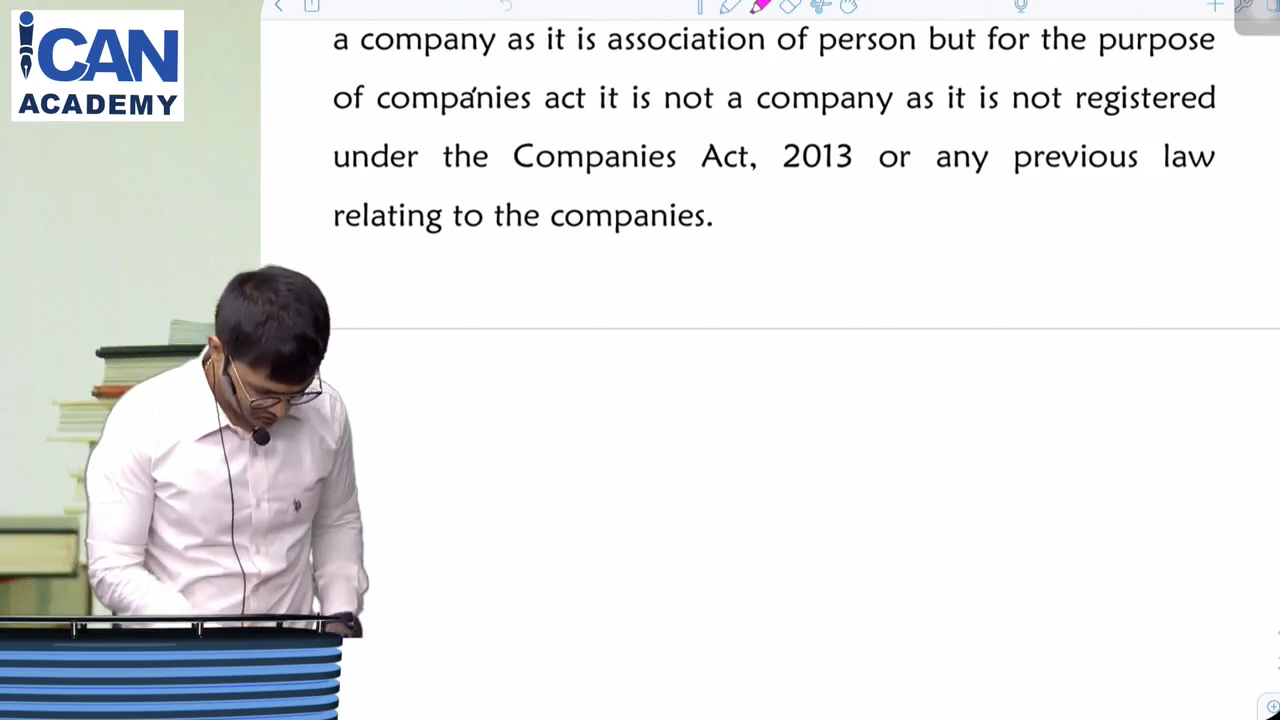 iCAN
ACADEMY
a company as it is association of person but for the purpose
of companies act it is not a company as it is not registered
under the Companies Act, 2013 or any previous law
relating to the companies.